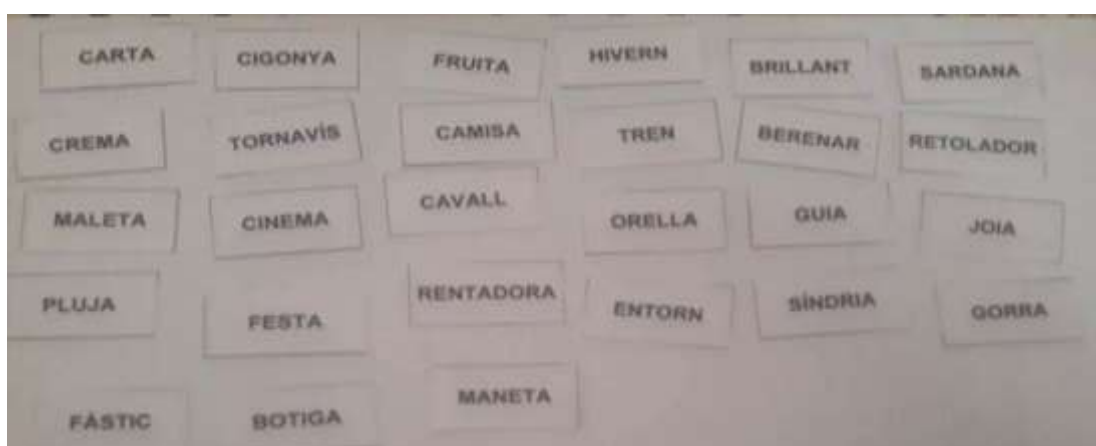 CARTA CIGONYA FRUITA HIVERN BRILLANT SARDANA
CREMA TORNAVÍS CAMISA TREN BERENAR RETOLADOR
MALETA CINEMA CAVALL ORELLA GUIA JOIA
PLUJA FESTA RENTADORA ENTORN SÍNDRIA GORRA
FÀSTIC BOTIGA MANETA